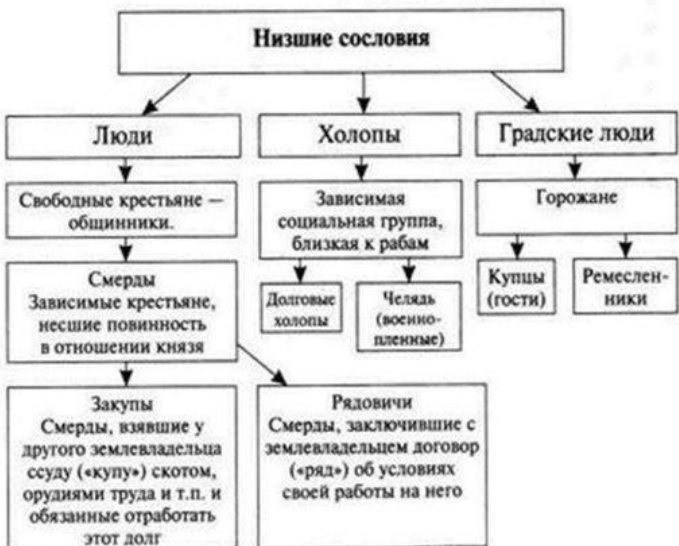 Низшие сословия
Люди
Холопы
Градские люди
Свободные крестьяне —
общинники.
Зависимая
социальная группа,
близкая к рабам
Горожане
Смерды
Зависимые крестьяне,
несшие повинность
в отношении князя
Долговые
холопы
Челядь
(военно-
пленные)
Купцы
(гости)
Ремеслен-
ники
Закупы
Смерды, взявшие у
другого землевладельца
ссуду («купу») скотом,
орудиями труда и т.п. и
обязанные отработать
этот долг
Рядовичи
Смерды, заключившие с
землевладельцем договор
(«ряд») об условиях
своей работы на него